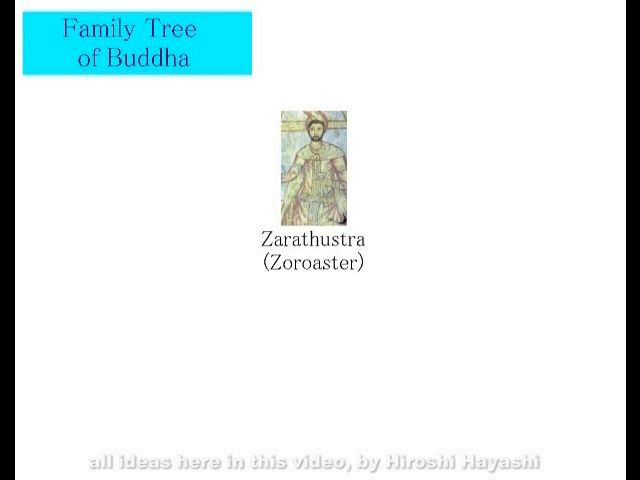 Family Tree
of Buddha
Zarathustra
(Zoroaster)
all ideas here in this video, by Hiroshi Hayashi